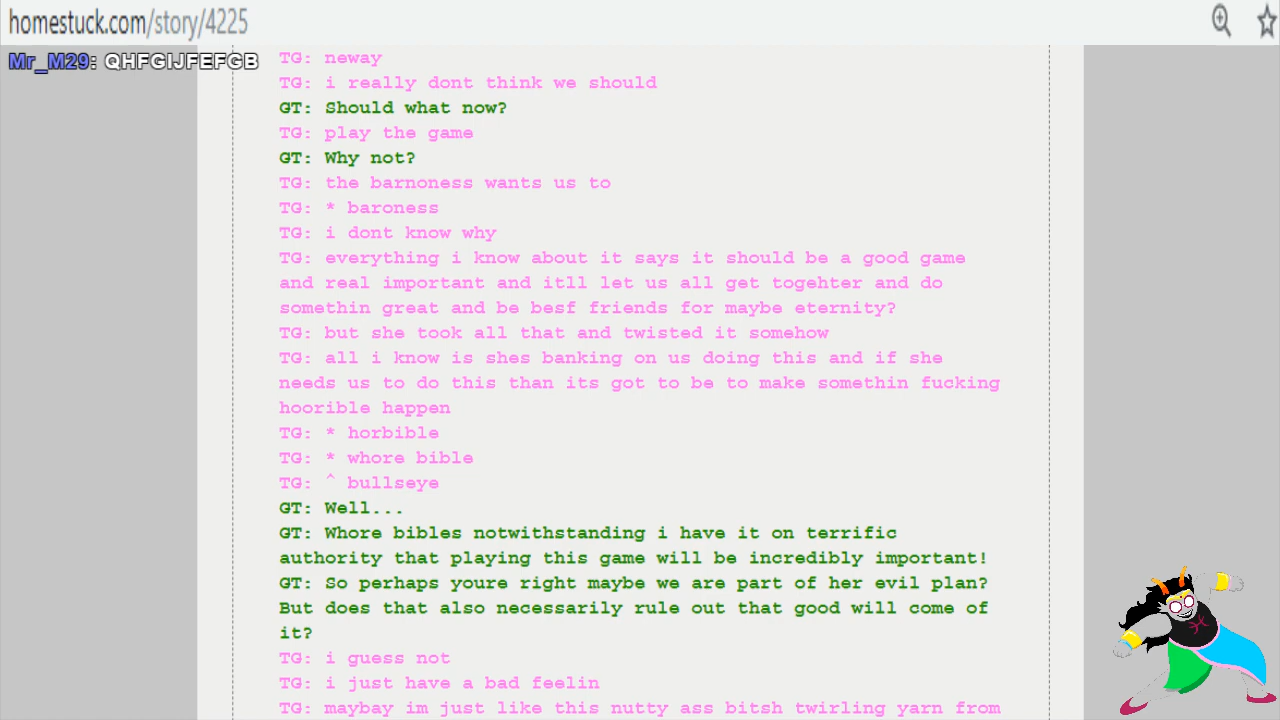 homestuck.com/story/4225
Mr_M29: QHFGIJFEFGB
TG: neway
TG: i really dont think we should
GT: Should what now?
TG: play the game
GT: Why not?
TG: the barnoness wants us to
TG: * baroness
TG: i dont know why
TG: everything i know about it says it should be a good game
and real important and itll let us all get togehter and do
somethin great and be besf friends for maybe eternity?
TG: but she took all that and twisted it somehow
TG: all i know is shes banking on us doing this and if she
needs us to do this than its got to be to make somethin fucking
hoorible happen
TG: * horbible
TG: * whore bible
TG: ^ bullseye
GT: Well...
GT: Whore bibles notwithstanding i have it on terrific
authority that playing this game will be incredibly important!
GT: So perhaps youre right maybe we are part of her evil plan?
But does that also necessarily rule out that good will come of
it?
TG: i guess not
TG: i just have a bad feelin
TG: maybay im just like this nutty ass bitsh twirling yarn from